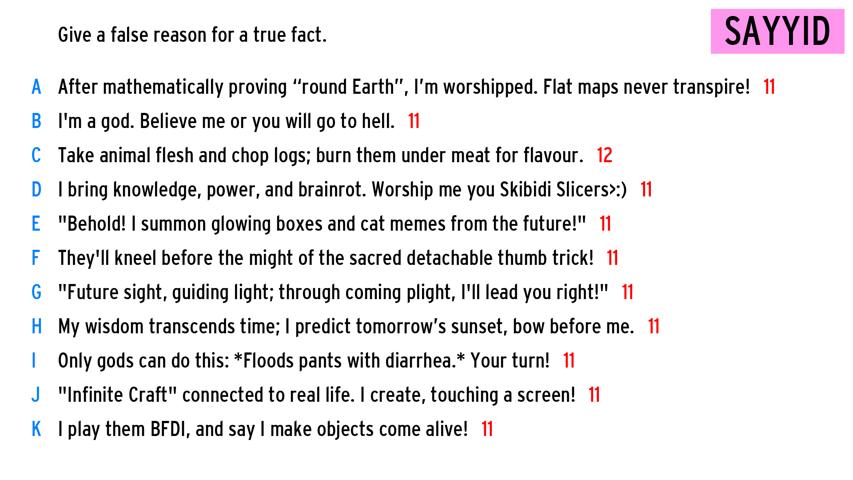 Give a false reason for a true fact.
SAYYID
A After mathematically proving “round Earth”, I’m worshipped. Flat maps never transpire! 11
B I'm a god. Believe me or you will go to hell. 11
C Take animal flesh and chop logs; burn them under meat for flavour. 12
D I bring knowledge, power, and brainrot. Worship me you Skibidi Slicers>:) 11
E "Behold! I summon glowing boxes and cat memes from the future!" 11
F They'll kneel before the might of the sacred detachable thumb trick! 11
G "Future sight, guiding light; through coming plight, I'll lead you right!" 11
H My wisdom transcends time; I predict tomorrow’s sunset, bow before me. 11
I Only gods can do this: *Floods pants with diarrhea.* Your turn! 11
J "Infinite Craft" connected to real life. I create, touching a screen! 11
K I play them BFDI, and say I make objects come alive! 11